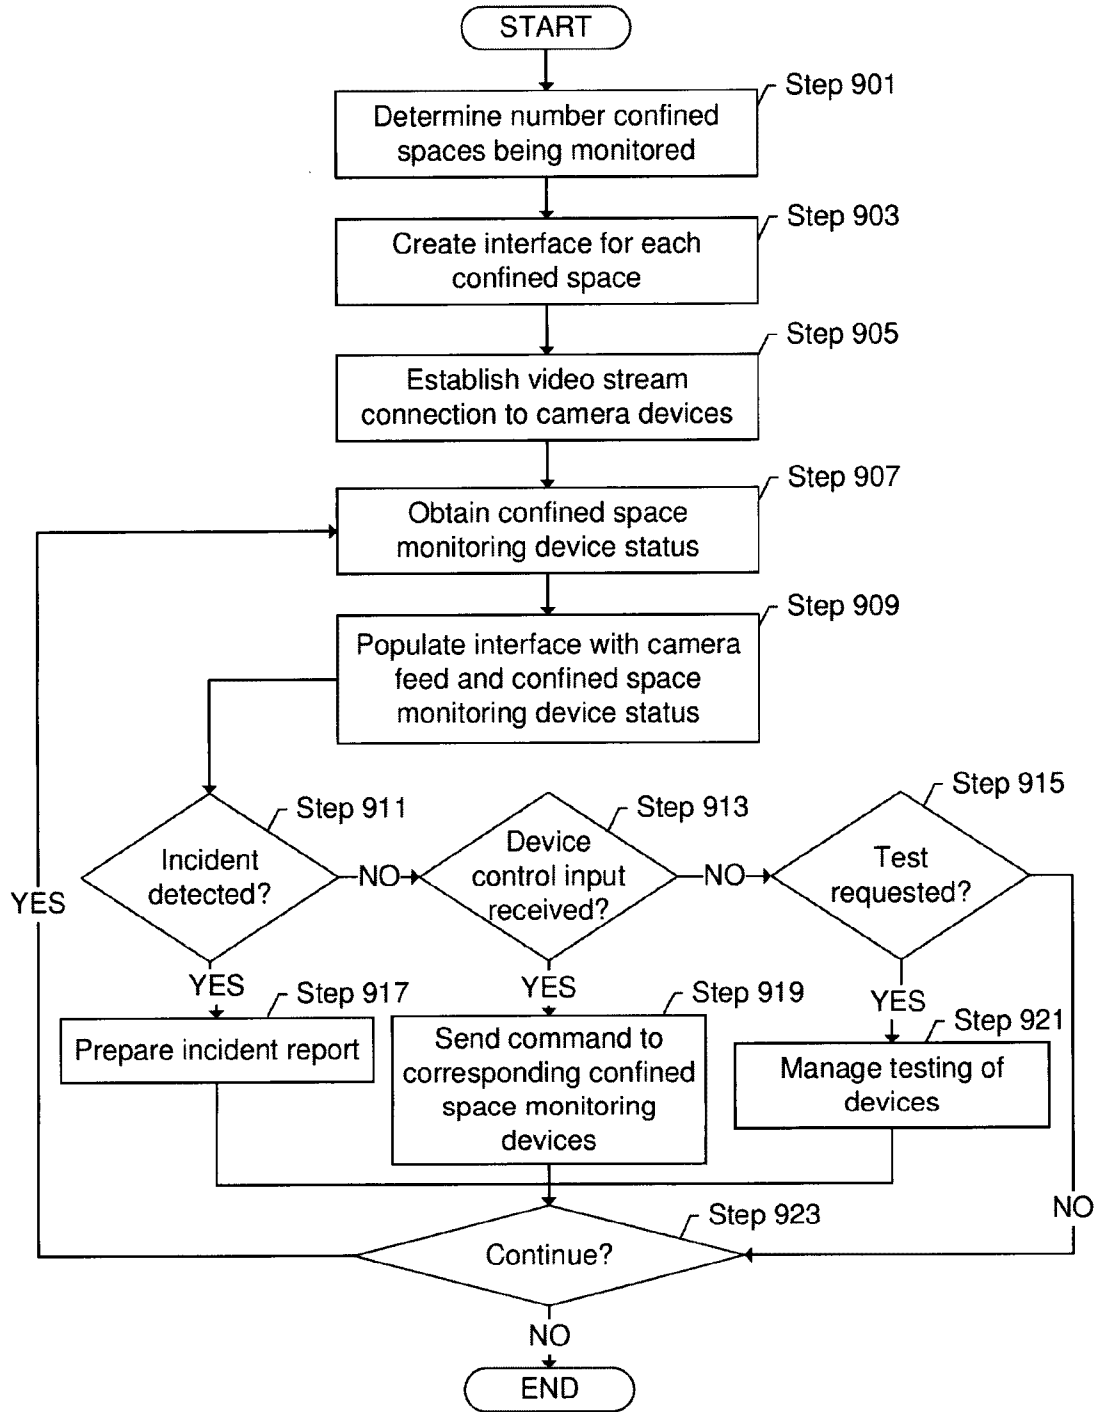 START
Step 901
Determine number confined
spaces being monitored
Step 903
Create interface for each
confined space
Step 905
Establish video stream
connection to camera devices
Step 907
Obtain confined space
monitoring device status
Step 909
Populate interface with camera
feed and confined space
monitoring device status
Step 911
Incident
detected?
NO
Step 913
Device
control input
received?
NO
Step 915
Test
requested?
YES
YES
YES
YES
Step 917
Prepare incident report
Step 919
Send command to
corresponding confined
space monitoring
devices
Step 921
Manage testing of
devices
NO
Step 923
Continue?
NO
END